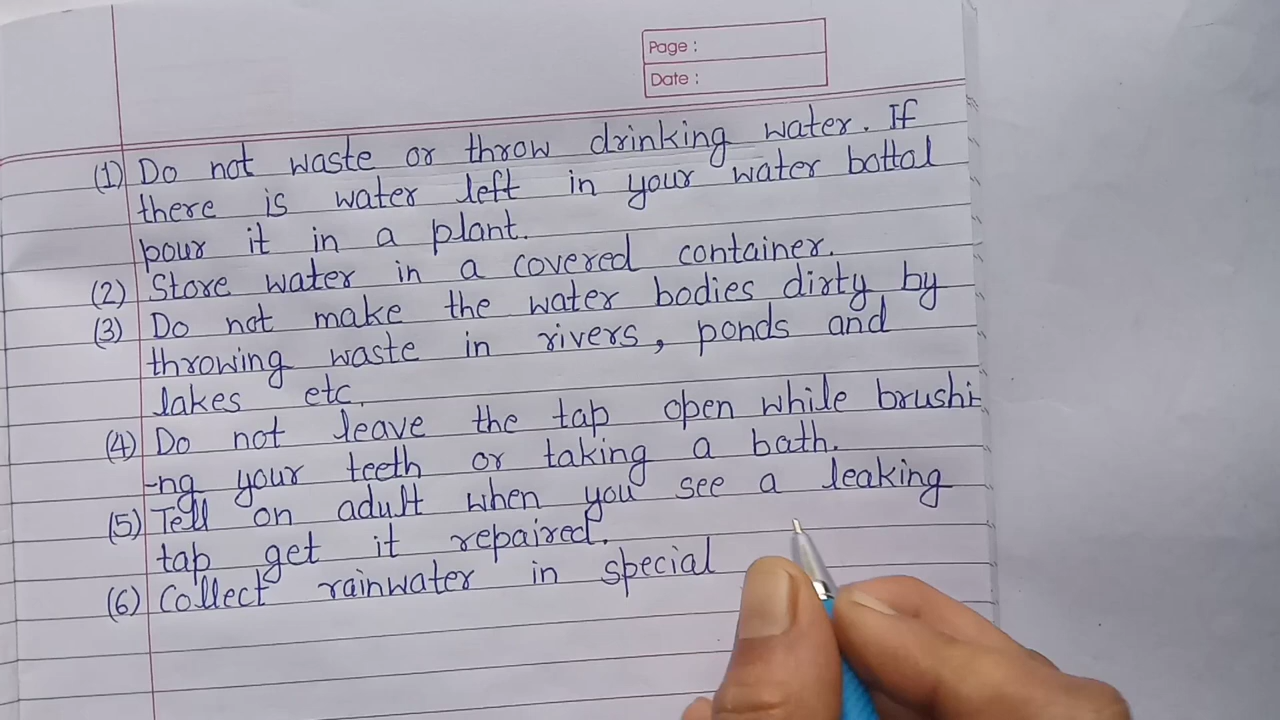 Page :
Date :
(1) Do not waste or throw drinking water. If
there is water left in your water bottal
pour it in a plant.
(2) Store water in a covered container.
(3) Do not make the water bodies dirty by
throwing waste in rivers, ponds and
lakes etc.
(4) Do not leave the tap open while brushi
-ng your teeth or taking a bath.
(5) Tell on adult when you see a leaking
tap get it repaired.
(6) Collect rainwater in special